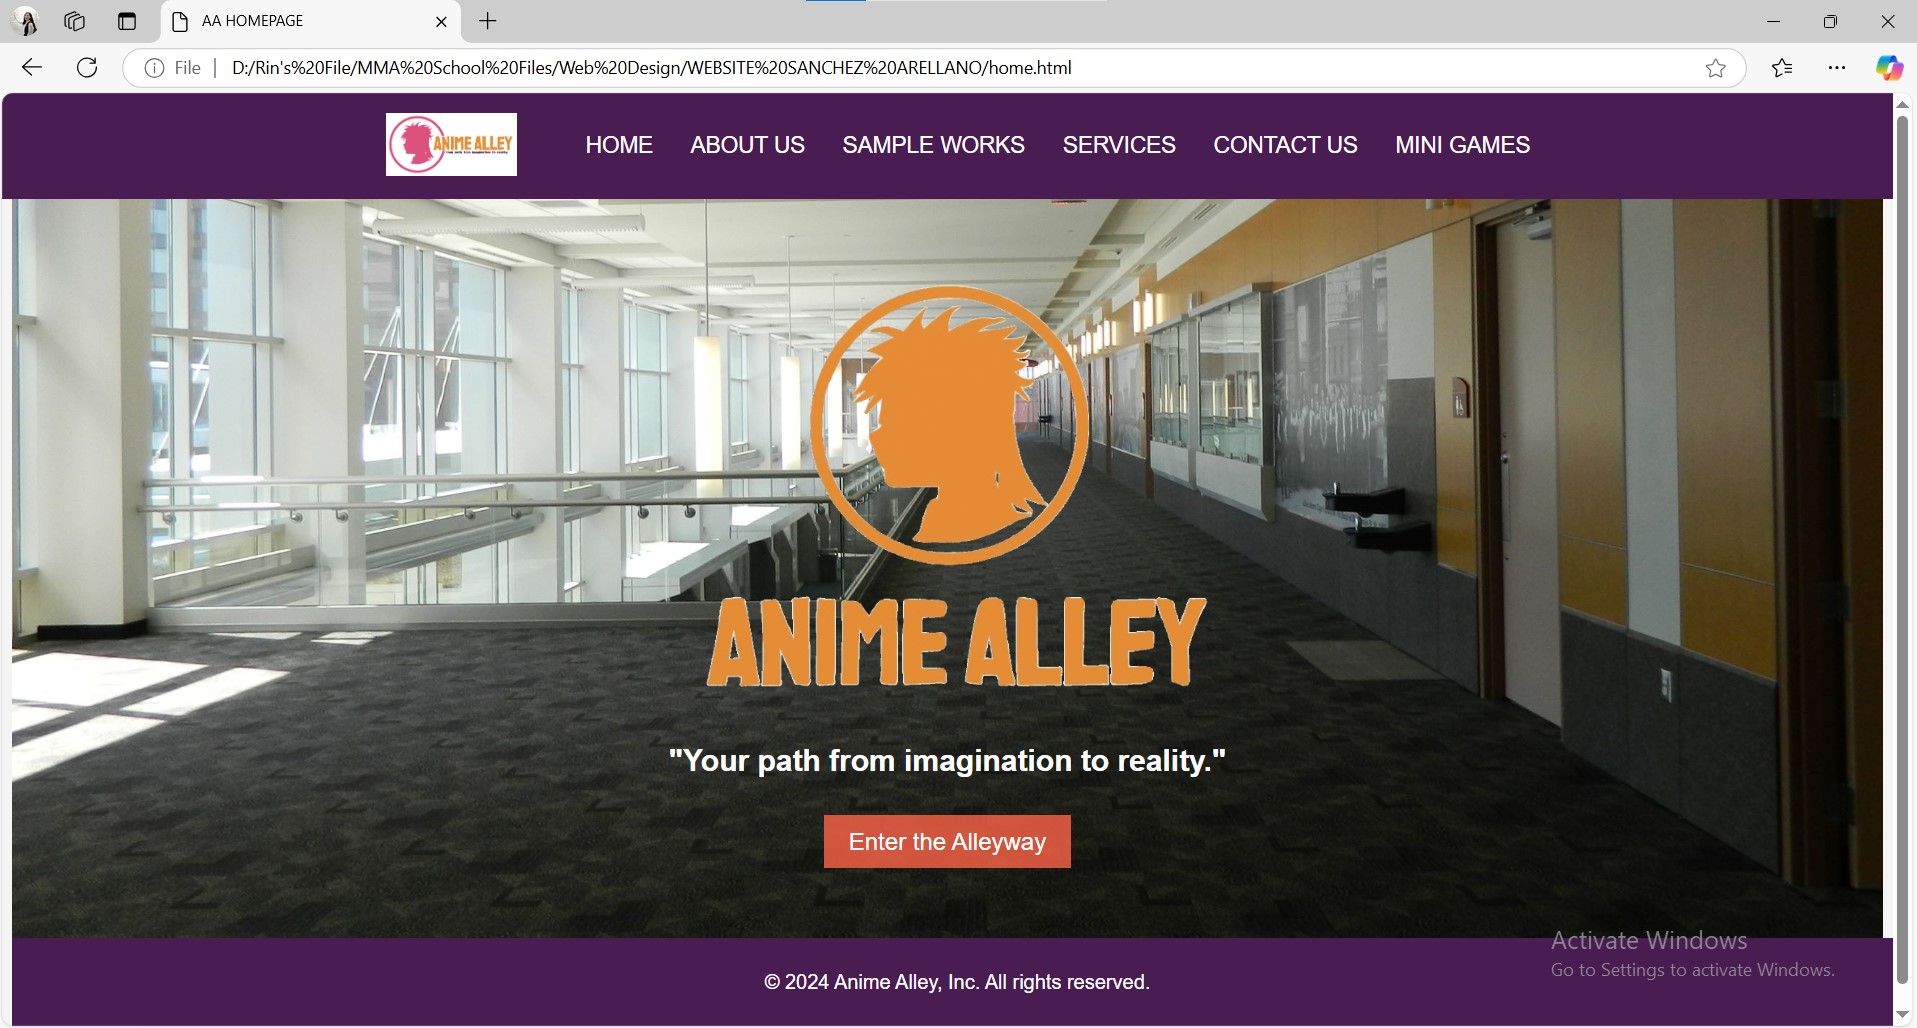 AA HOMEPAGE
File D:/Rin's%20File/MMA%20School%20Files/Web%20Design/WEBSITE%20SANCHEZ%20ARELLANO/home.html
ANIME ALLEY
HOME ABOUT US SAMPLE WORKS SERVICES CONTACT US MINI GAMES
ANIME ALLEY
"Your path from imagination to reality."
Enter the Alleyway
Activate Windows
Go to Settings to activate Windows.
© 2024 Anime Alley, Inc. All rights reserved.